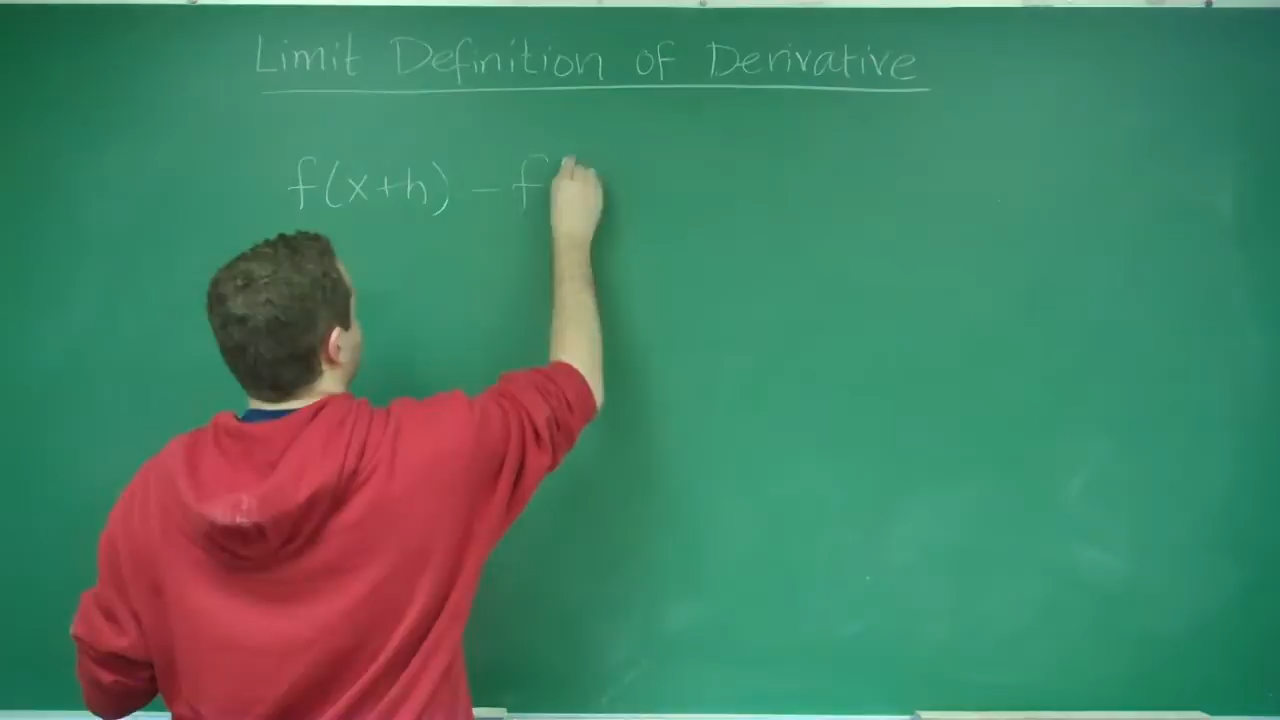 Limit Definition of Derivative
f(x+h) - f